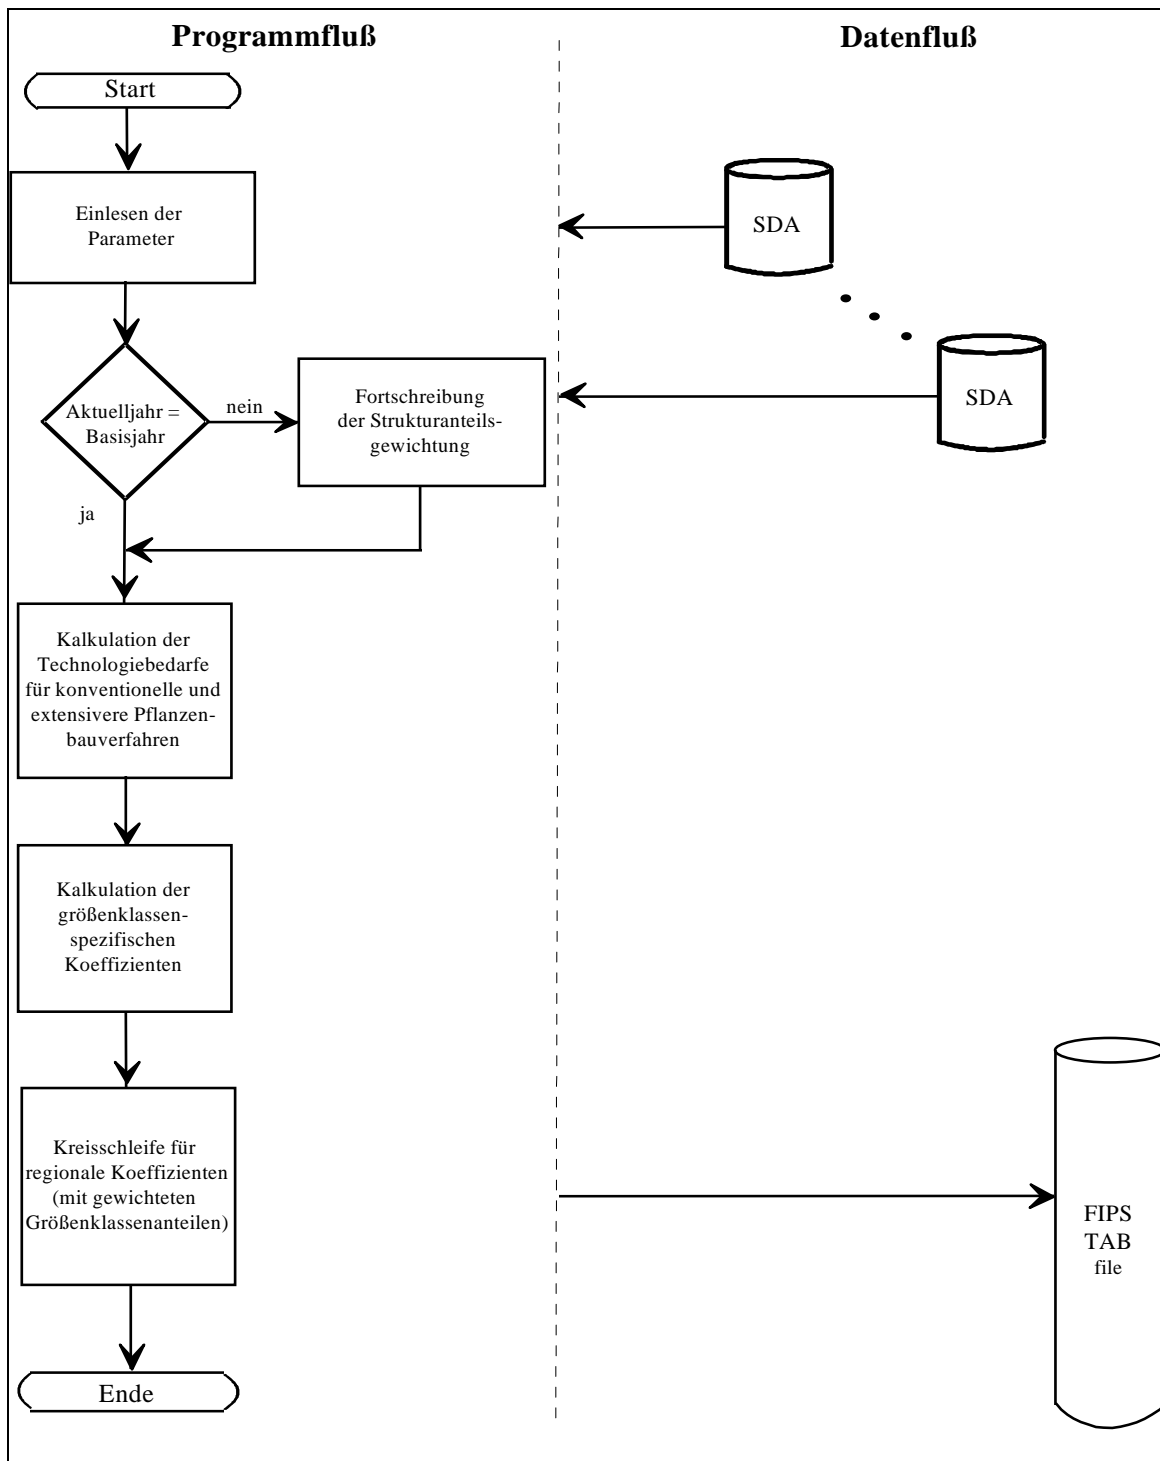 Programmfluß
Datenfluß
Start
Einlesen der
Parameter
SDA
Aktuelljahr =
Basisjahr
nein
ja
Fortschreibung
der Strukturanteils-
gewichtung
SDA
Kalkulation der
Technologiebedarfe
für konventionelle und
extensivere Pflanzen-
bauverfahren
Kalkulation der
größenklassen-
spezifischen
Koeffizienten
Kreisschleife für
regionale Koeffizienten
(mit gewichteten
Größenklassenanteilen)
FIPS
TAB
file
Ende